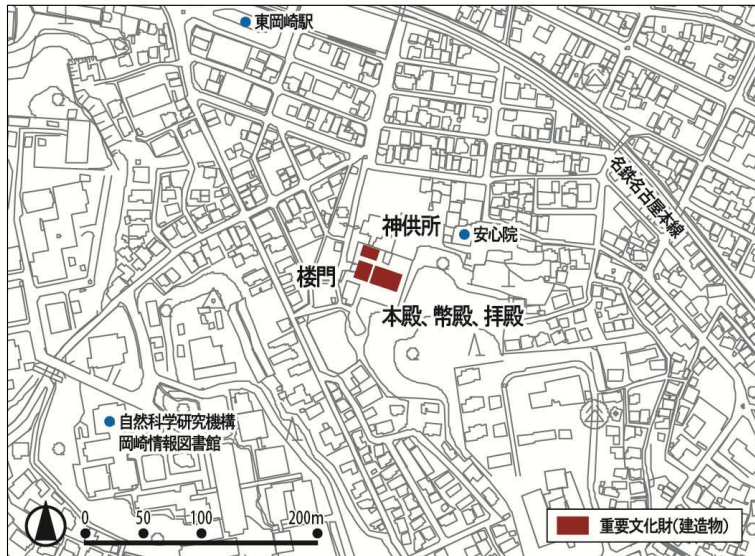 東岡崎駅
名鉄名古屋本線
神供所
安心院
楼門
本殿、幣殿、拝殿
自然科学研究機構
岡崎情報図書館
0 50 100 200m
重要文化財(建造物)